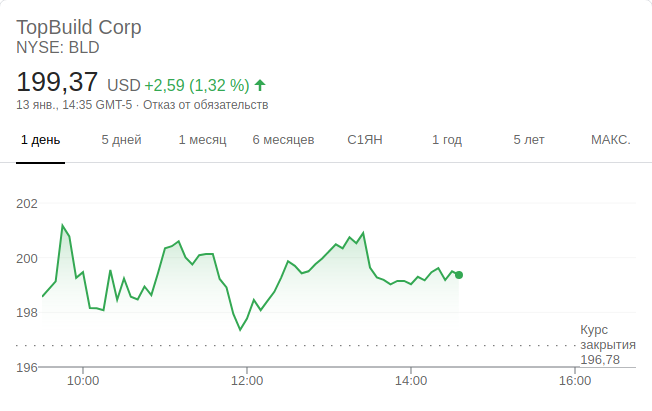 TopBuild Corp
NYSE: BLD
199,37 USD +2,59 (1,32 %)
13 янв., 14:35 GMT-5 · Отказ от обязательств
1 день 5 дней 1 месяц 6 месяцев С1ЯН 1 год 5 лет МАКС.
202
200
198
196
Курс
закрытия
196,78
10:00 12:00 14:00 16:00